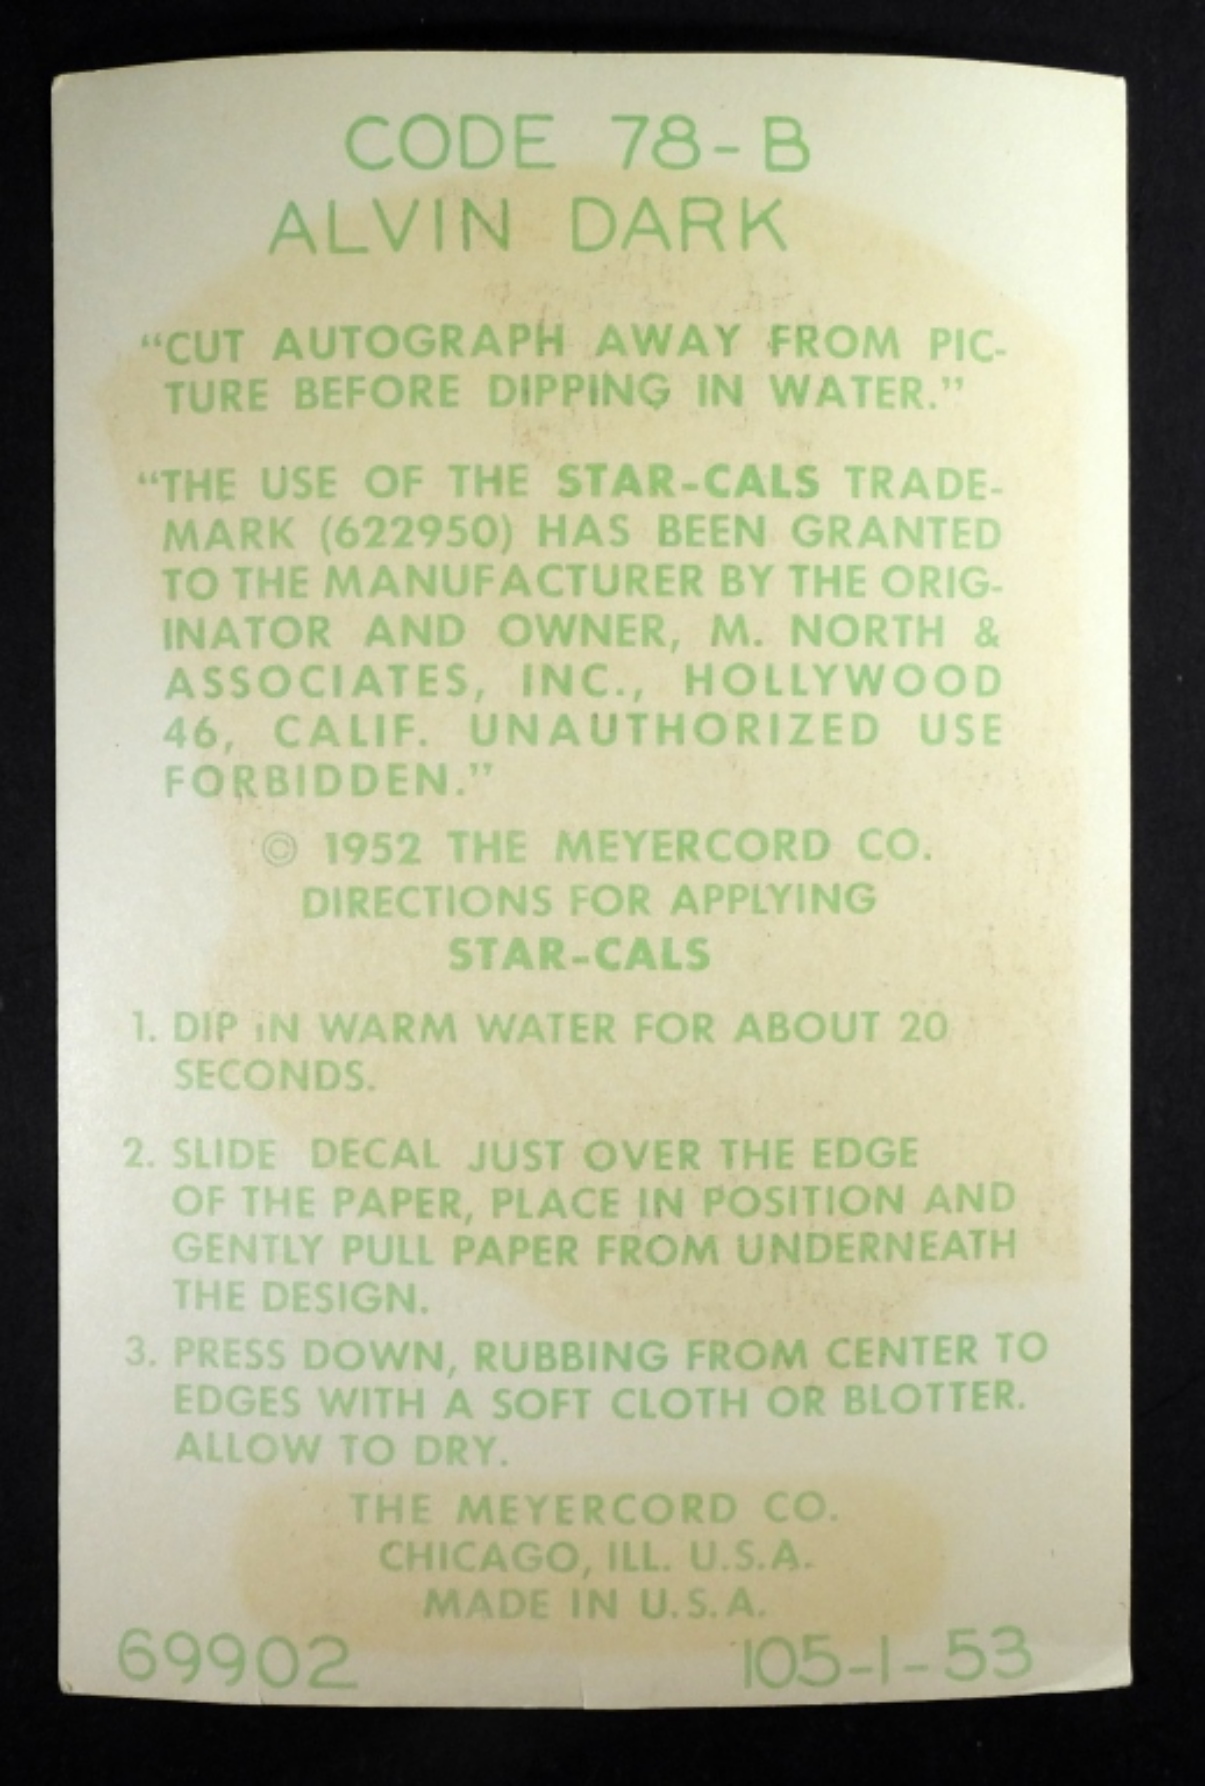 CODE 78-B
ALVIN DARK
“CUT AUTOGRAPH AWAY FROM PIC-
TURE BEFORE DIPPING IN WATER.”
“THE USE OF THE STAR-CALS TRADE-
MARK (622950) HAS BEEN GRANTED
TO THE MANUFACTURER BY THE ORIG-
INATOR AND OWNER, M. NORTH &
ASSOCIATES, INC., HOLLYWOOD
46, CALIF. UNAUTHORIZED USE
FORBIDDEN.”
© 1952 THE MEYERCORD CO.
DIRECTIONS FOR APPLYING
STAR-CALS
1. DIP IN WARM WATER FOR ABOUT 20
SECONDS.
2. SLIDE DECAL JUST OVER THE EDGE
OF THE PAPER, PLACE IN POSITION AND
GENTLY PULL PAPER FROM UNDERNEATH
THE DESIGN.
3. PRESS DOWN, RUBBING FROM CENTER TO
EDGES WITH A SOFT CLOTH OR BLOTTER.
ALLOW TO DRY.
THE MEYERCORD CO.
CHICAGO, ILL. U.S.A.
MADE IN U.S.A.
69902 105-1-53